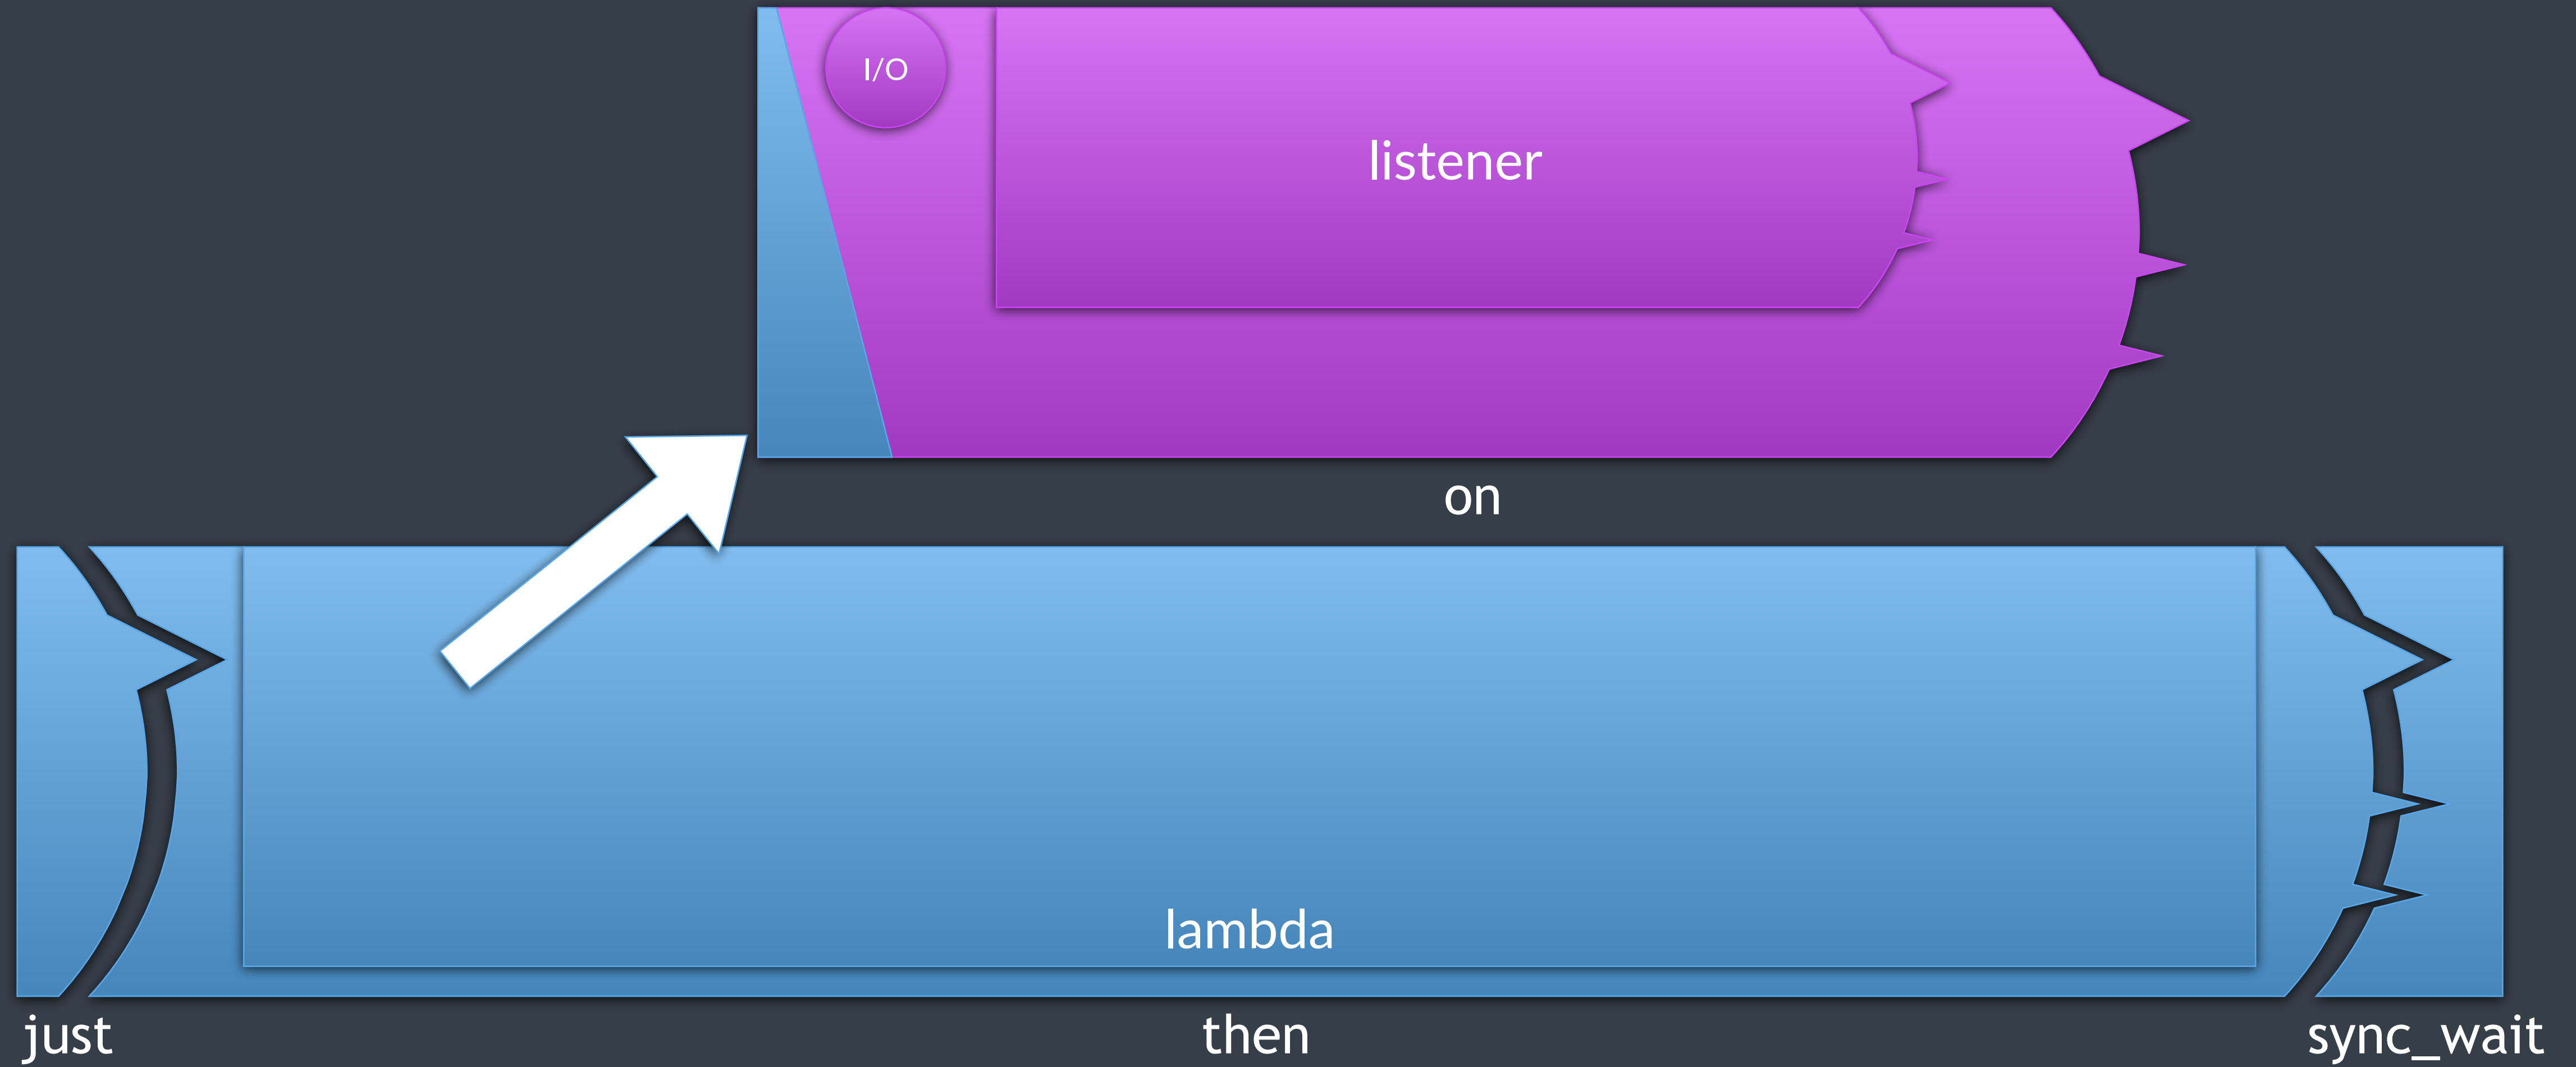 I/O
listener
on
lambda
just
then
sync_wait